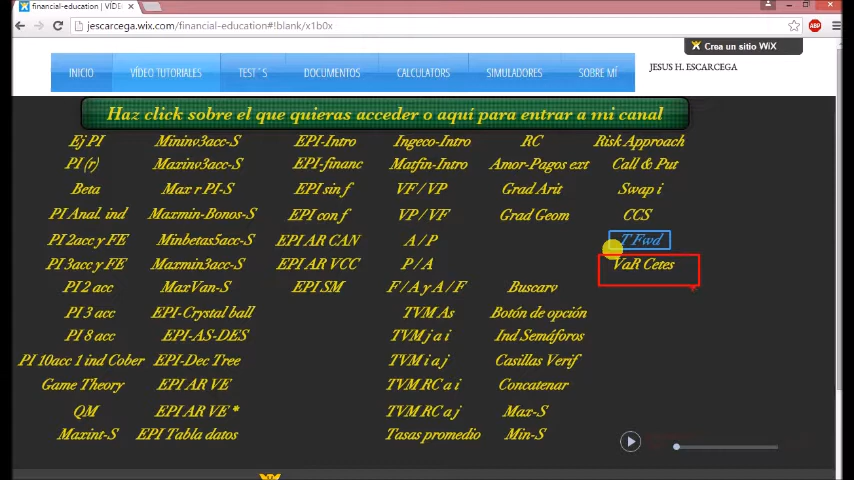 financial-education | VÍDEO
jescarcega.wix.com/financial-education#!blank/x1b0x
ABP
Crea un sitio WiX
INICIO VÍDEO TUTORIALES TEST´S DOCUMENTOS CALCULATORS SIMULADORES SOBRE MÍ
JESUS H. ESCARCEGA
Haz click sobre el que quieras acceder o aquí para entrar a mi canal
Ej PI Mininv3acc-S EPI-Intro Ingeco-Intro RC Risk Approach
PI (r) Maxinv3acc-S EPI-financ Matfin-Intro Amor-Pagos ext Call & Put
Beta Max r PI-S EPI sin f VF / VP Grad Arit Swap i
PI Anal. ind Maxmin-Bonos-S EPI con f VP / VF Grad Geom CCS
PI 2acc y FE Minbetas5acc-S EPI AR CAN A / P T Fwd
PI 3acc y FE Maxmin3acc-S EPI AR VCC P / A VaR Cetes
PI 2 acc MaxVan-S EPI SM F / A y A / F Buscarv
PI 3 acc EPI-Crystal ball TVM As Botón de opción
PI 8 acc EPI-AS-DES TVM j a i Ind Semáforos
PI 10acc 1 ind Cober EPI-Dec Tree TVM i a j Casillas Verif
Game Theory EPI AR VE TVM RC a i Concatenar
QM EPI AR VE * TVM RC a j Max-S
Maxint-S EPI Tabla datos Tasas promedio Min-S